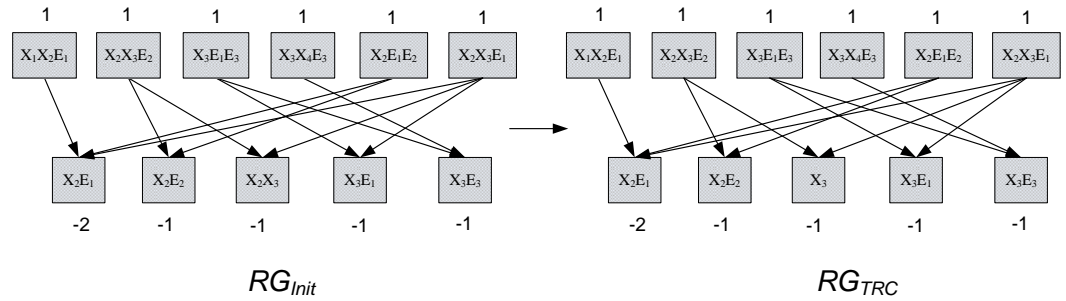 1 1 1 1 1 1 1 1 1 1 1 1
X₁X₂E₁ X₂X₃E₂ X₃E₁E₃ X₃X₄E₃ X₂E₁E₂ X₂X₃E₁ X₁X₂E₁ X₂X₃E₂ X₃E₁E₃ X₃X₄E₃ X₂E₁E₂ X₂X₃E₁
X₂E₁ X₂E₂ X₂X₃ X₃E₁ X₃E₃ X₂E₁ X₂E₂ X₃ X₃E₁ X₃E₃
-2 -1 -1 -1 -1 -2 -1 -1 -1 -1
RG_Init RG_TRC